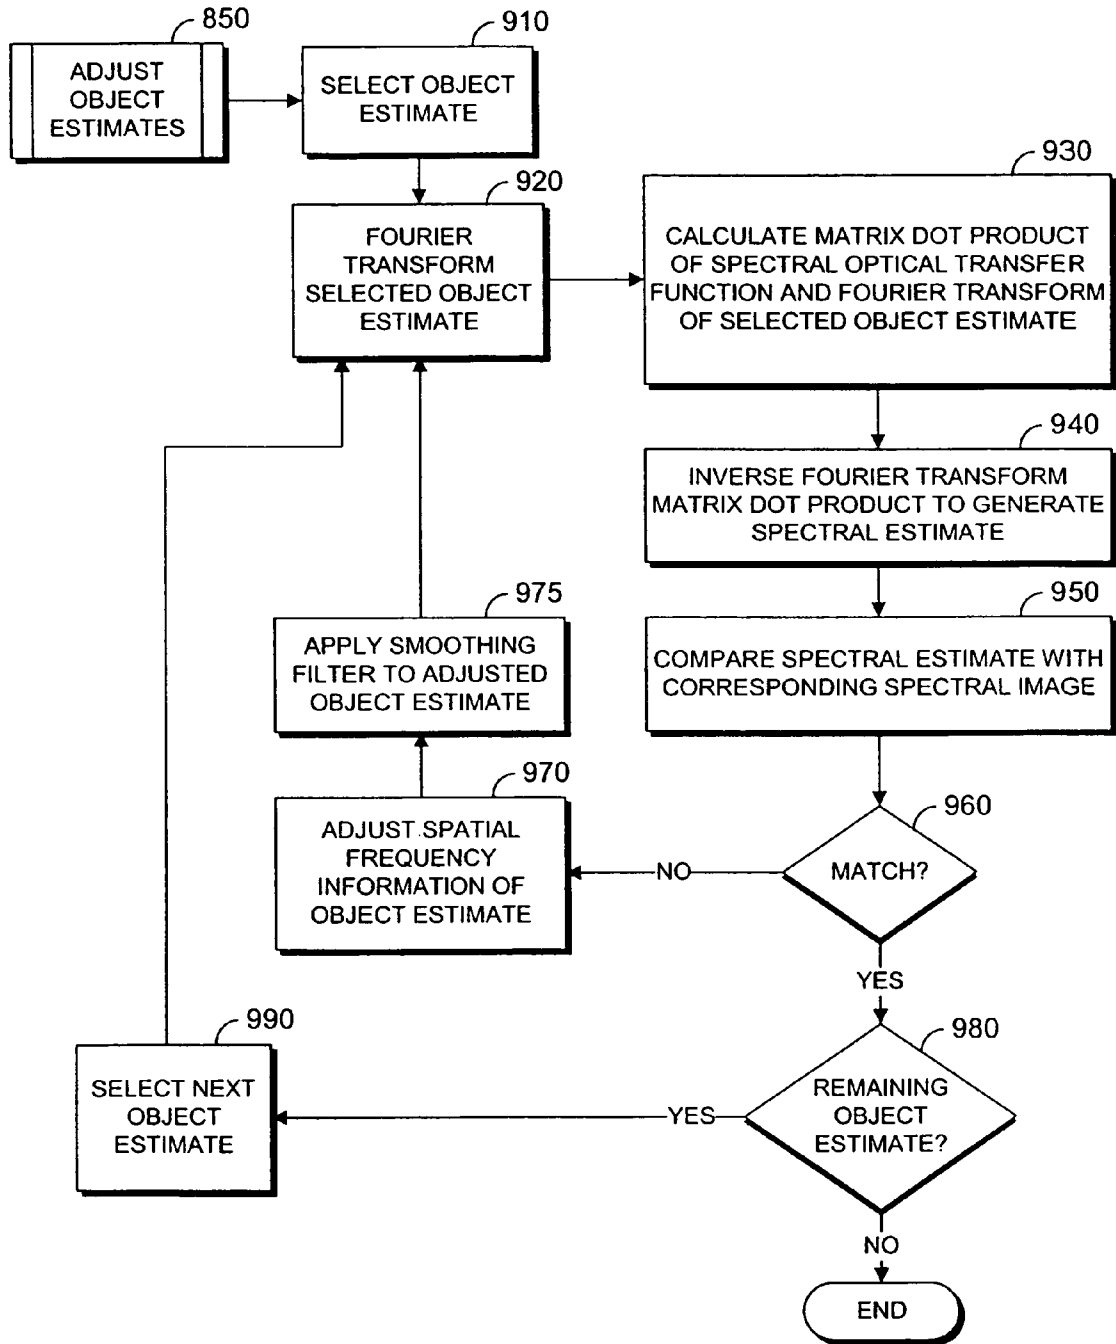 850
ADJUST
OBJECT
ESTIMATES
910
SELECT OBJECT
ESTIMATE
920
FOURIER
TRANSFORM
SELECTED OBJECT
ESTIMATE
930
CALCULATE MATRIX DOT PRODUCT
OF SPECTRAL OPTICAL TRANSFER
FUNCTION AND FOURIER TRANSFORM
OF SELECTED OBJECT ESTIMATE
940
INVERSE FOURIER TRANSFORM
MATRIX DOT PRODUCT TO GENERATE
SPECTRAL ESTIMATE
950
COMPARE SPECTRAL ESTIMATE WITH
CORRESPONDING SPECTRAL IMAGE
960
MATCH?
NO
970
ADJUST SPATIAL
FREQUENCY
INFORMATION OF
OBJECT ESTIMATE
975
APPLY SMOOTHING
FILTER TO ADJUSTED
OBJECT ESTIMATE
YES
980
REMAINING
OBJECT
ESTIMATE?
YES
990
SELECT NEXT
OBJECT
ESTIMATE
NO
END